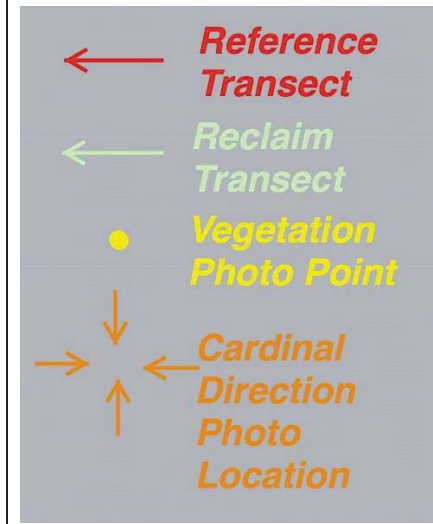 Reference
Transect
Reclaim
Transect
Vegetation
Photo Point
Cardinal
Direction
Photo
Location